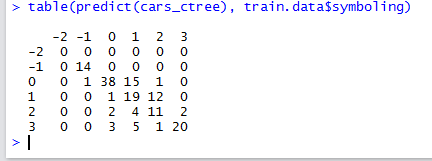 > table(predict(cars_ctree), train.data$symboling)
-2 -1 0 1 2 3
-2 0 0 0 0 0 0
-1 0 14 0 0 0 0
0 0 1 38 15 1 0
1 0 0 1 19 12 0
2 0 0 2 4 11 2
3 0 0 3 5 1 20
>